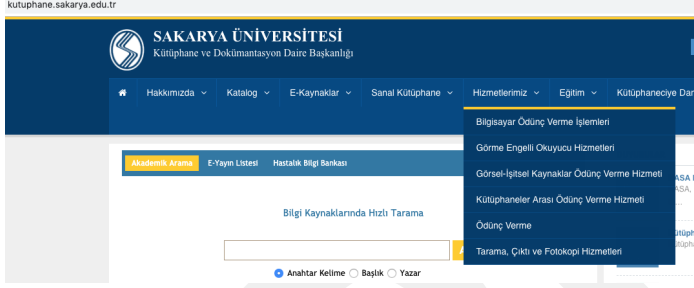 kutuphane.sakarya.edu.tr
SAKARYA ÜNİVERSİTESİ
Kütüphane ve Dokümantasyon Daire Başkanlığı
Hakkımızda Katalog E-Kaynaklar Sanal Kütüphane Hizmetlerimiz Eğitim Kütüphaneciye
Bilgisayar Ödünç Verme İşlemleri
Görme Engelli Okuyucu Hizmetleri
Görsel-İşitsel Kaynaklar Ödünç Verme Hizmeti
Kütüphaneler Arası Ödünç Verme Hizmeti
Ödünç Verme
Tarama, Çıktı ve Fotokopi Hizmetleri
Akademik Arama E-Yayın Listesi Hastalık Bilgi Bankası
Bilgi Kaynaklarında Hızlı Tarama
Anahtar Kelime Başlık Yazar